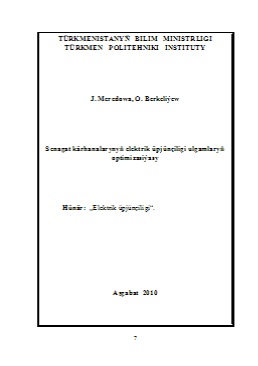 TÜRKMENISTANYŇ BILIM MINISTRLIGI
TÜRKMEN POLITEHNIKI INSTITUTY
J. Meredowa, O. Berkeliýew
Senagat kärhanalarynyň elektrik üpjünçiligi ulgamlaryň
optimizasiýasy
Hünär: „Elektrik üpjünçiligi“.
Aşgabat 2010
7